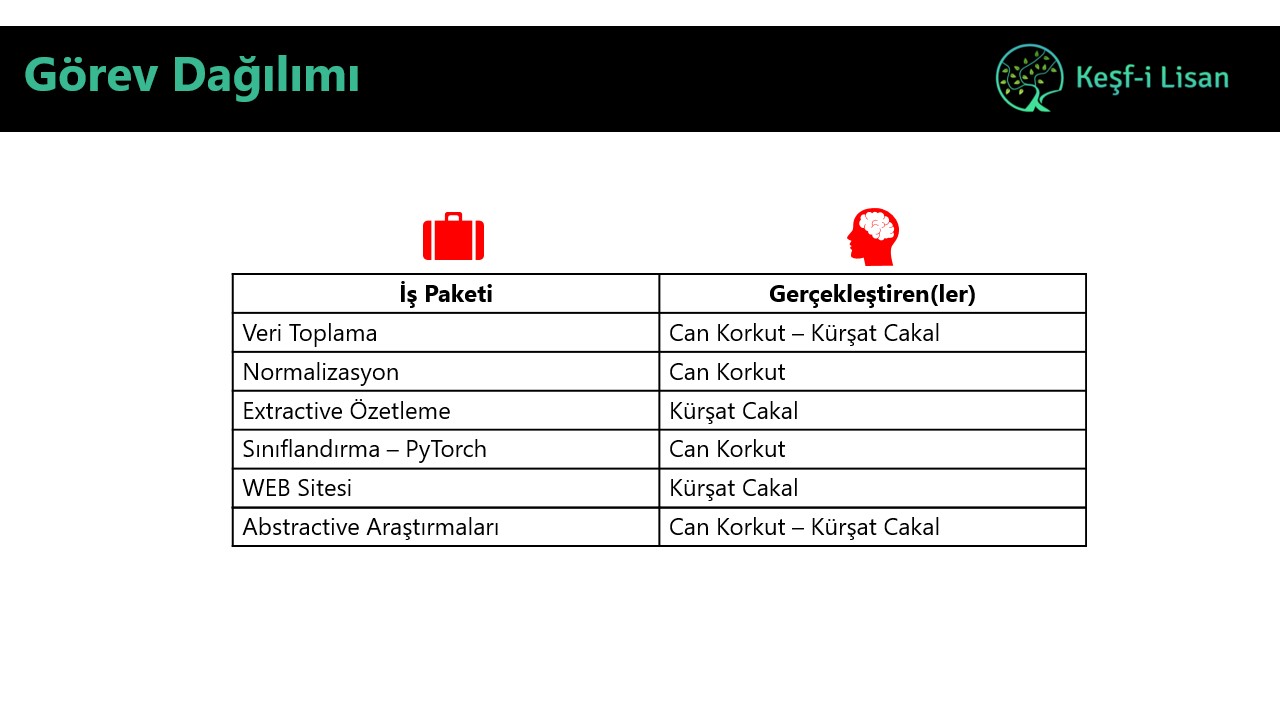 Görev Dağılımı
Keşf-i Lisan
İş Paketi Gerçekleştiren(ler)
Veri Toplama Can Korkut – Kürşat Cakal
Normalizasyon Can Korkut
Extractive Özetleme Kürşat Cakal
Sınıflandırma – PyTorch Can Korkut
WEB Sitesi Kürşat Cakal
Abstractive Araştırmaları Can Korkut – Kürşat Cakal